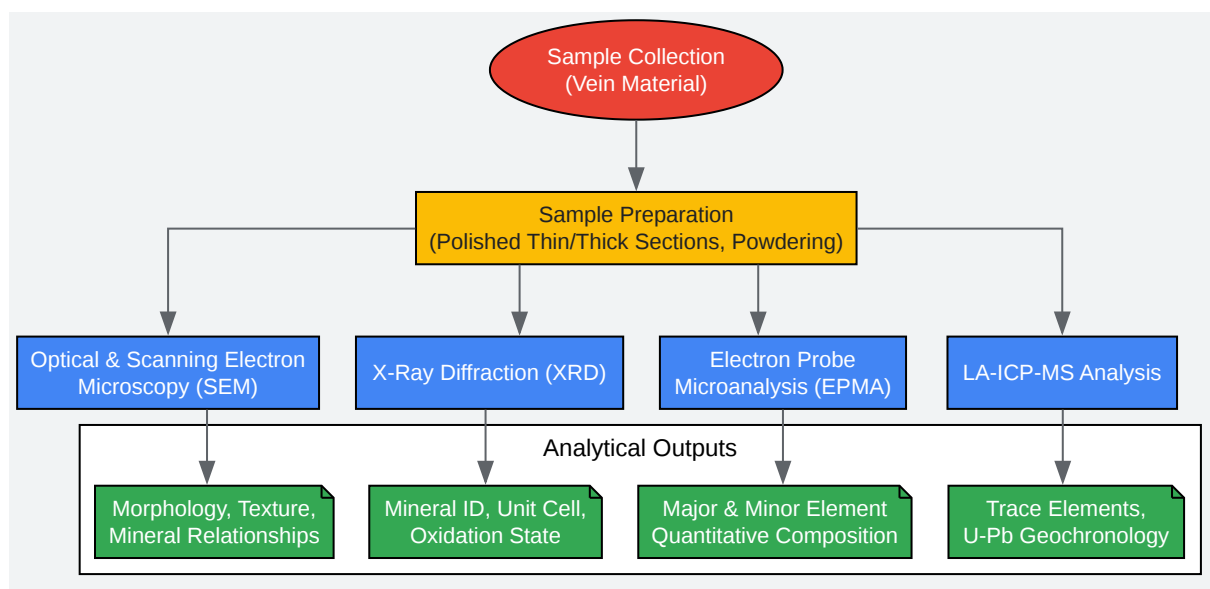 Sample Collection
(Vein Material)
Sample Preparation
(Polished Thin/Thick Sections, Powdering)
Optical & Scanning Electron
Microscopy (SEM)
X-Ray Diffraction (XRD)
Electron Probe
Microanalysis (EPMA)
LA-ICP-MS Analysis
Analytical Outputs
Morphology, Texture,
Mineral Relationships
Mineral ID, Unit Cell,
Oxidation State
Major & Minor Element
Quantitative Composition
Trace Elements,
U-Pb Geochronology